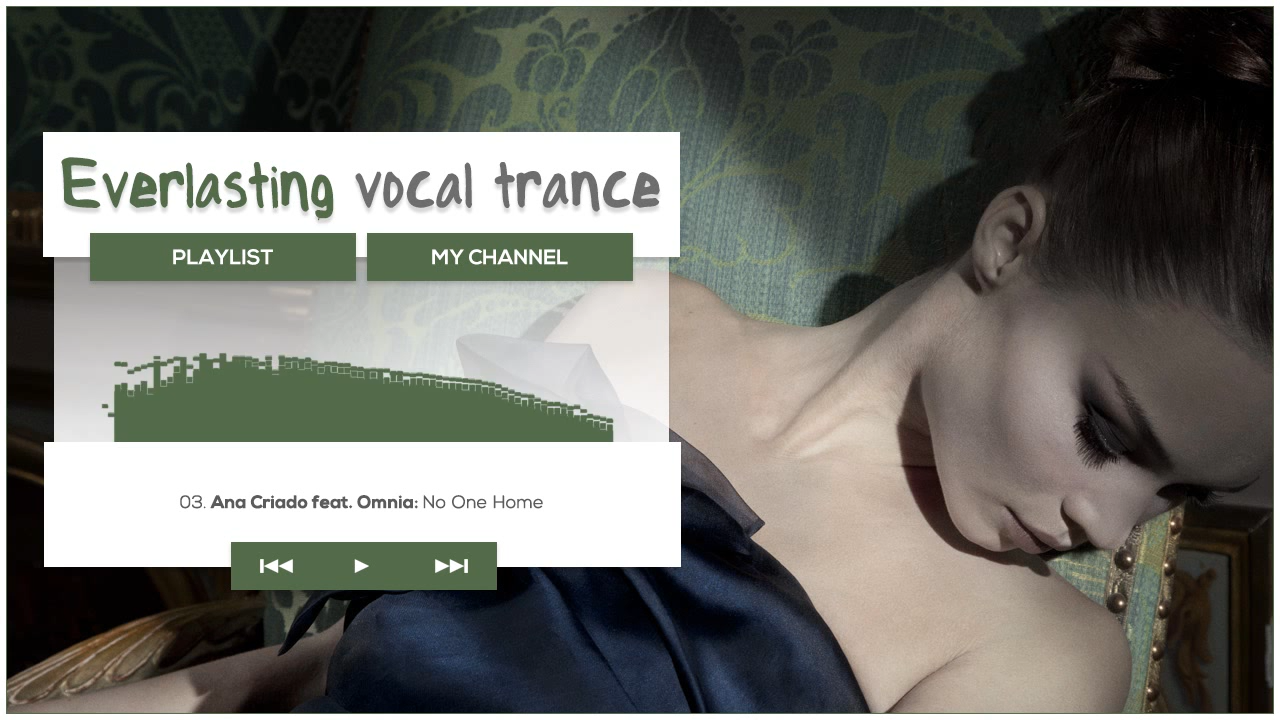 Everlasting vocal trance
PLAYLIST MY CHANNEL
03. Ana Criado feat. Omnia: No One Home